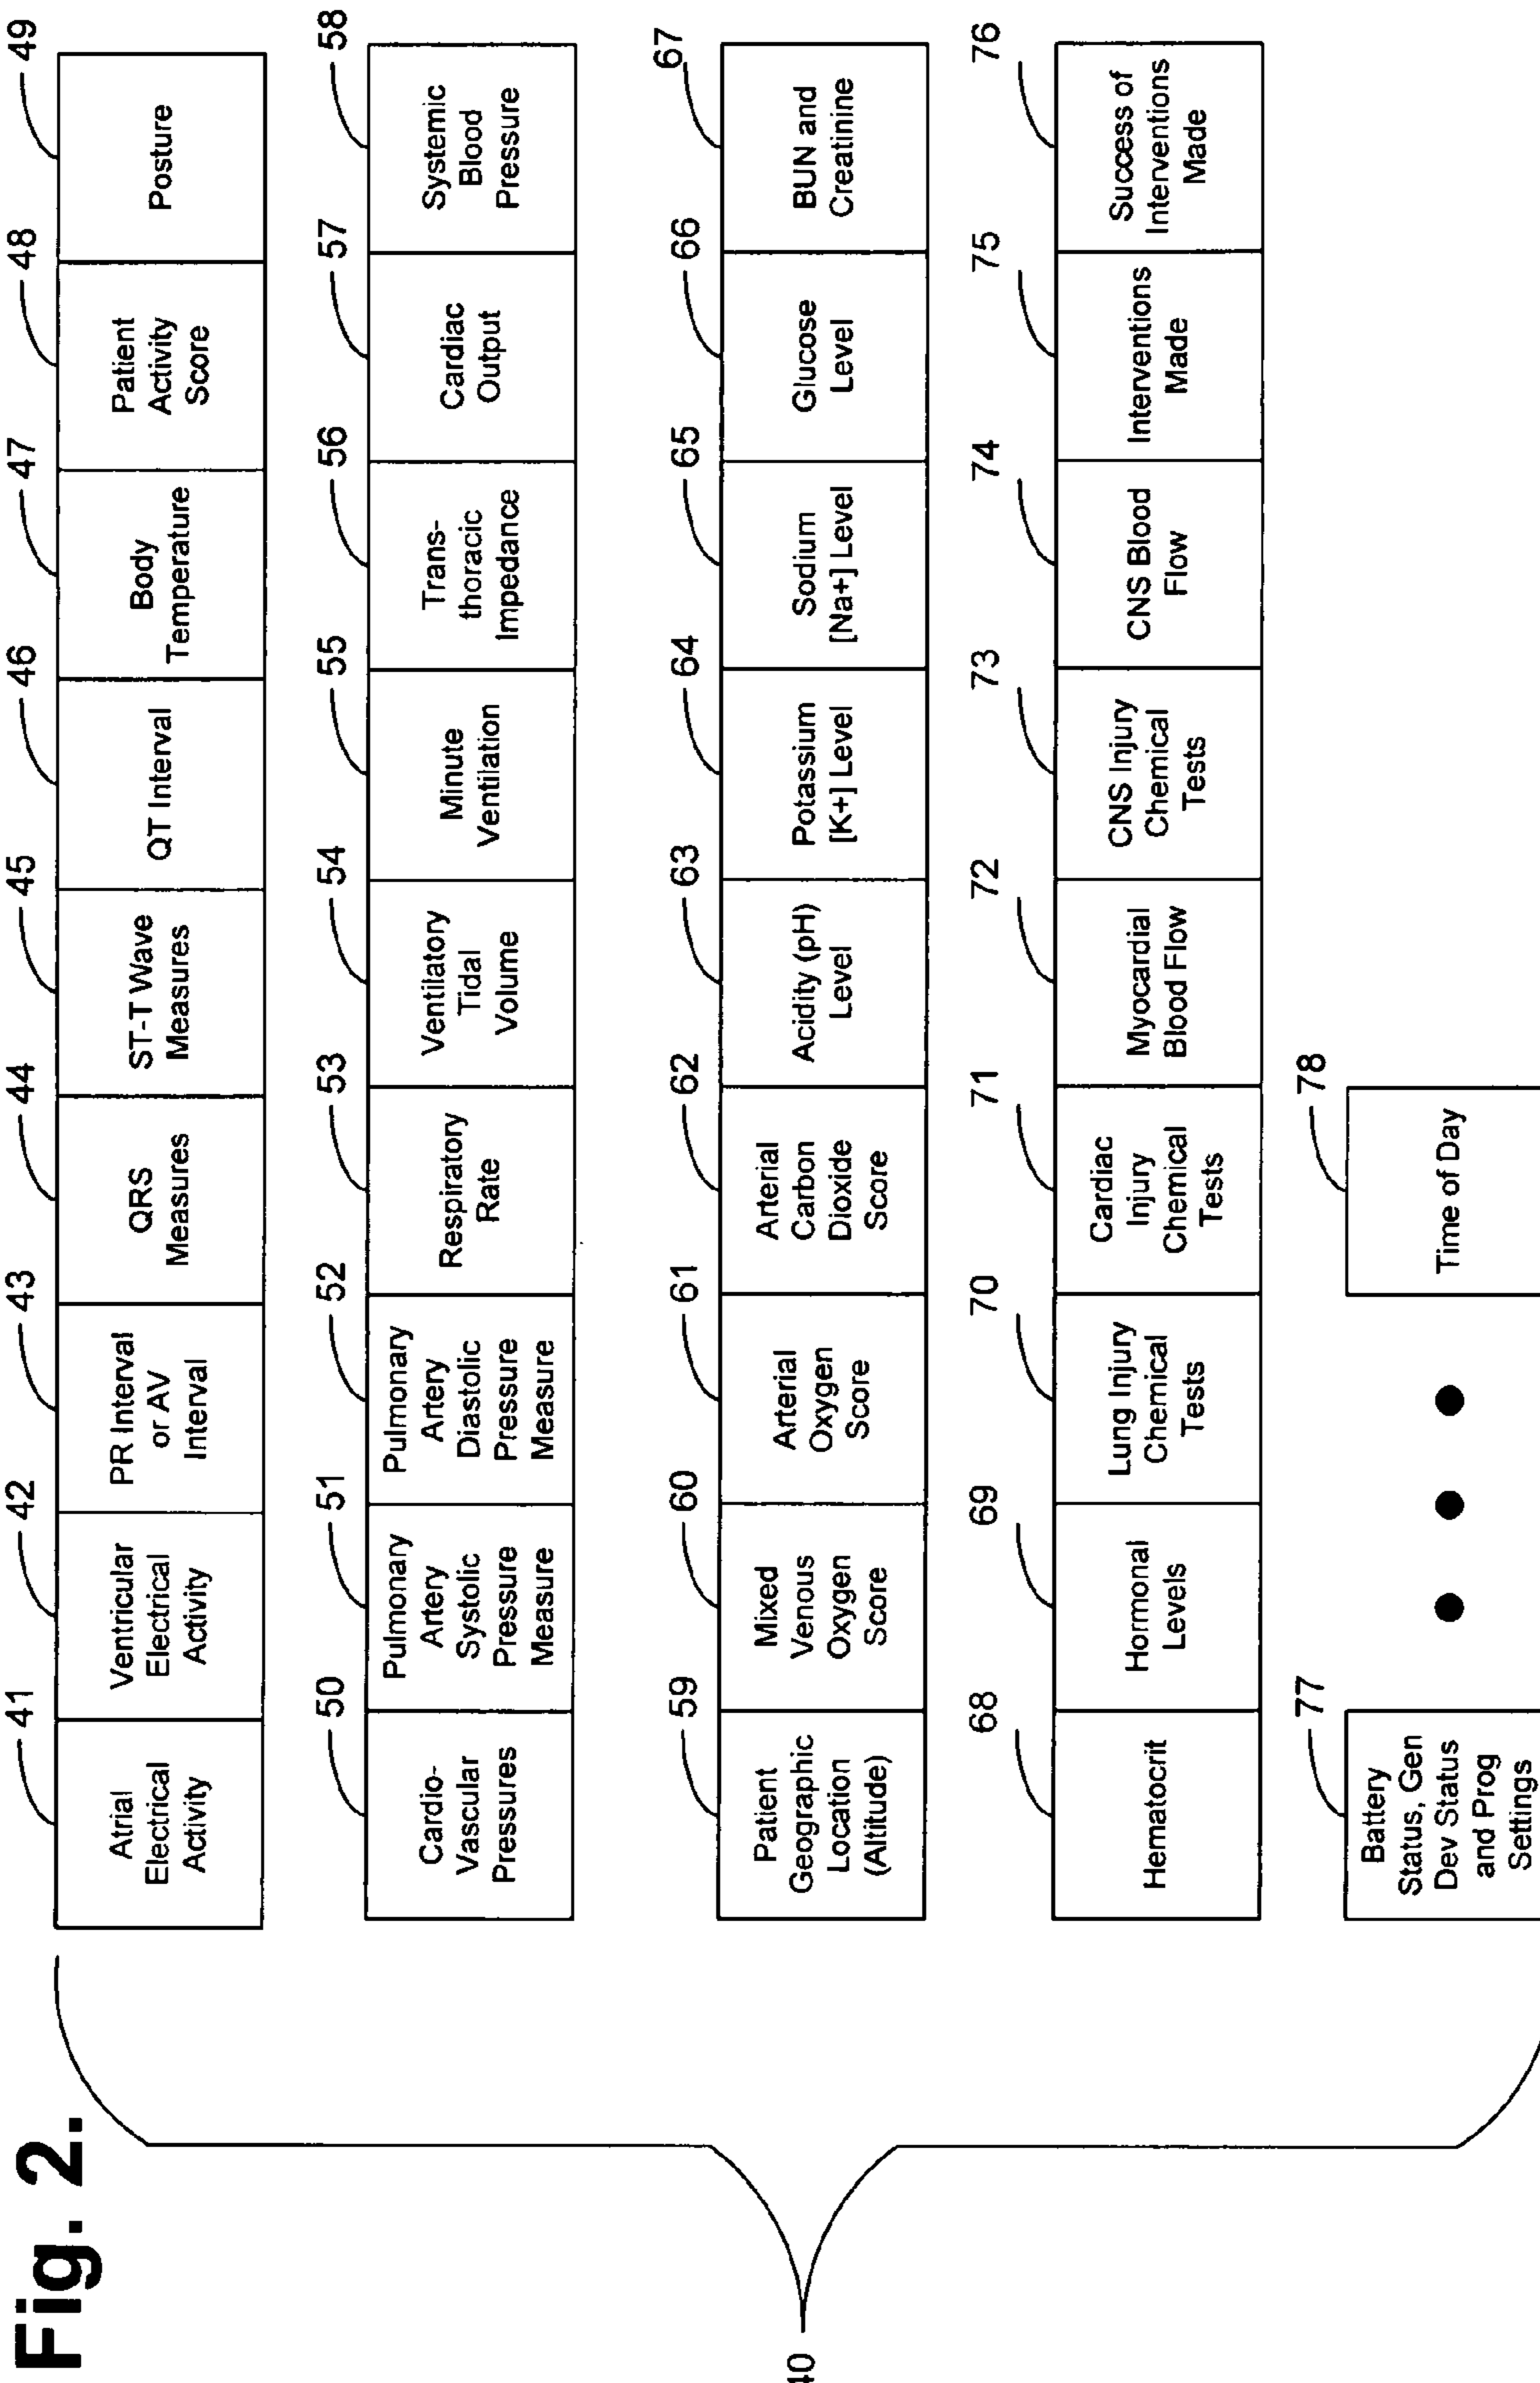 Fig. 2.
40
41
42
43
44
45
46
47
48
49
Atrial
Electrical
Activity
Ventricular
Electrical
Activity
PR Interval
or AV
Interval
QRS
Measures
ST-T Wave
Measures
QT Interval
Body
Temperature
Patient
Activity
Score
Posture
50
51
52
53
54
55
56
57
58
Cardio-
Vascular
Pressures
Pulmonary
Artery
Systolic
Pressure
Measure
Pulmonary
Artery
Diastolic
Pressure
Measure
Respiratory
Rate
Ventilatory
Tidal
Volume
Minute
Ventilation
Trans-
thoracic
Impedance
Cardiac
Output
Systemic
Blood
Pressure
59
60
61
62
63
64
65
66
67
Patient
Geographic
Location
(Altitude)
Mixed
Venous
Oxygen
Score
Arterial
Oxygen
Score
Arterial
Carbon
Dioxide
Score
Acidity (pH)
Level
Potassium
[K+] Level
Sodium
[Na+] Level
Glucose
Level
BUN and
Creatinine
68
69
70
71
72
73
74
75
76
Hematocrit
Hormonal
Levels
Lung Injury
Chemical
Tests
Cardiac
Injury
Chemical
Tests
Myocardial
Blood Flow
CNS Injury
Chemical
Tests
CNS Blood
Flow
Interventions
Made
Success of
Interventions
Made
77
78
Battery
Status, Gen
Dev Status
and Prog
Settings
Time of Day